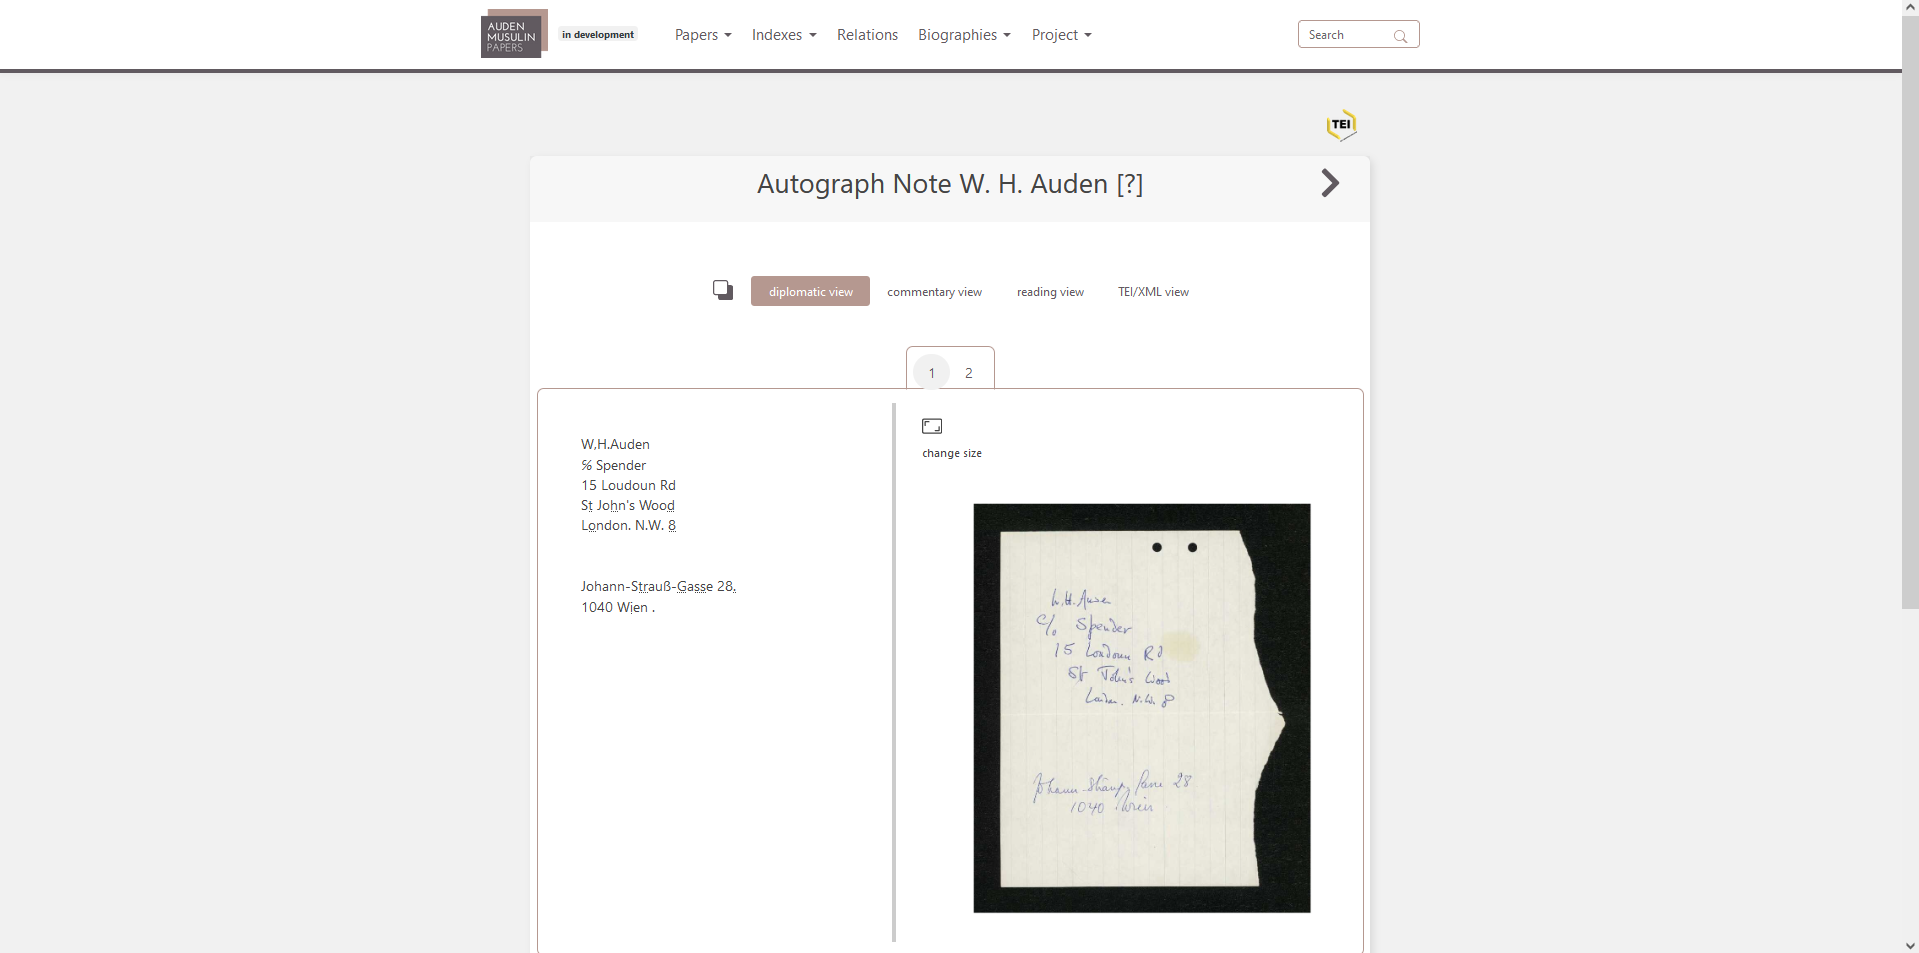 AUDEN
MUSULIN
PAPERS
in development
Papers
Indexes
Relations
Biographies
Project
Search
TEI
Autograph Note W. H. Auden [?]
diplomatic view
commentary view
reading view
TEI/XML view
1
2
W,H.Auden
℅ Spender
15 Loudoun Rd
St John's Wood
London. N.W. 8
Johann-Strauß-Gasse 28.
1040 Wien .
change size
W.H.Auden
C/o Spender
15 Loudoun Rd
St John's Wood
London. N.W. 8
Johann-Strauß-Gasse 28
1040 Wien